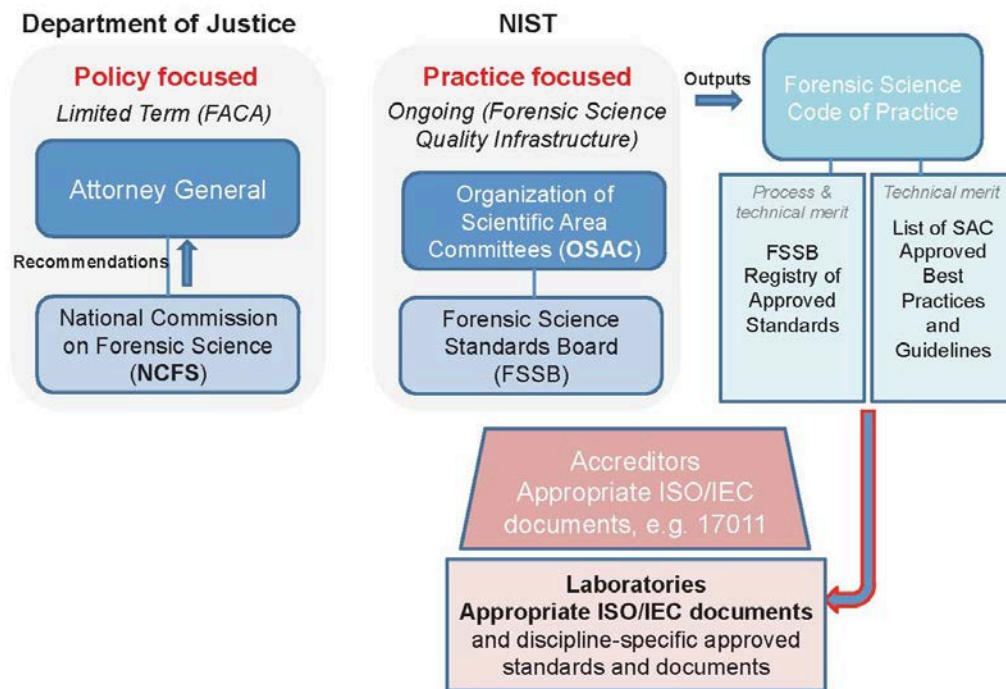 Department of Justice
Policy focused
Limited Term (FACA)
Attorney General
Recommendations
National Commission
on Forensic Science
(NCFS)
NIST
Practice focused
Ongoing (Forensic Science
Quality Infrastructure)
Organization of
Scientific Area
Committees (OSAC)
Forensic Science
Standards Board
(FSSB)
Outputs
Forensic Science
Code of Practice
Process &
technical merit
FSSB
Registry of
Approved
Standards
Technical merit
List of SAC
Approved
Best
Practices
and
Guidelines
Accreditors
Appropriate ISO/IEC
documents, e.g. 17011
Laboratories
Appropriate ISO/IEC documents
and discipline-specific approved
standards and documents